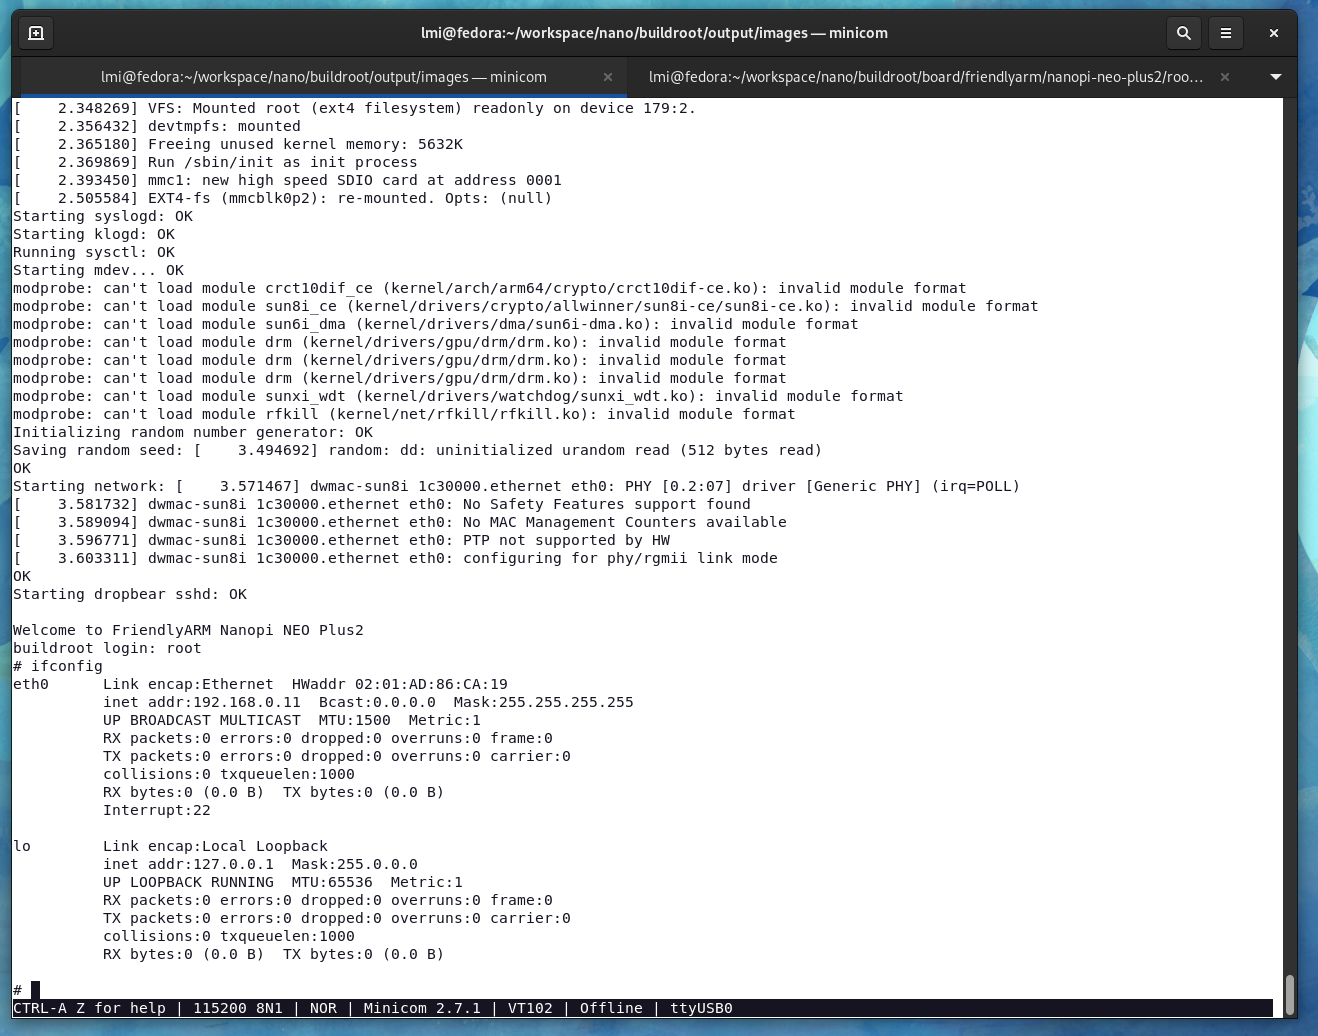 lmi@fedora:~/workspace/nano/buildroot/output/images — minicom
lmi@fedora:~/workspace/nano/buildroot/output/images — minicom
lmi@fedora:~/workspace/nano/buildroot/board/friendlyarm/nanopi-neo-plus2/roo…
[    2.348269] VFS: Mounted root (ext4 filesystem) readonly on device 179:2.
[    2.356432] devtmpfs: mounted
[    2.365180] Freeing unused kernel memory: 5632K
[    2.369869] Run /sbin/init as init process
[    2.393450] mmc1: new high speed SDIO card at address 0001
[    2.505584] EXT4-fs (mmcblk0p2): re-mounted. Opts: (null)
Starting syslogd: OK
Starting klogd: OK
Running sysctl: OK
Starting mdev... OK
modprobe: can't load module crct10dif_ce (kernel/arch/arm64/crypto/crct10dif-ce.ko): invalid module format
modprobe: can't load module sun8i_ce (kernel/drivers/crypto/allwinner/sun8i-ce/sun8i-ce.ko): invalid module format
modprobe: can't load module sun6i_dma (kernel/drivers/dma/sun6i-dma.ko): invalid module format
modprobe: can't load module drm (kernel/drivers/gpu/drm/drm.ko): invalid module format
modprobe: can't load module drm (kernel/drivers/gpu/drm/drm.ko): invalid module format
modprobe: can't load module drm (kernel/drivers/gpu/drm/drm.ko): invalid module format
modprobe: can't load module sunxi_wdt (kernel/drivers/watchdog/sunxi_wdt.ko): invalid module format
modprobe: can't load module rfkill (kernel/net/rfkill/rfkill.ko): invalid module format
Initializing random number generator: OK
Saving random seed: [    3.494692] random: dd: uninitialized urandom read (512 bytes read)
OK
Starting network: [    3.571467] dwmac-sun8i 1c30000.ethernet eth0: PHY [0.2:07] driver [Generic PHY] (irq=POLL)
[    3.581732] dwmac-sun8i 1c30000.ethernet eth0: No Safety Features support found
[    3.589094] dwmac-sun8i 1c30000.ethernet eth0: No MAC Management Counters available
[    3.596771] dwmac-sun8i 1c30000.ethernet eth0: PTP not supported by HW
[    3.603311] dwmac-sun8i 1c30000.ethernet eth0: configuring for phy/rgmii link mode
OK
Starting dropbear sshd: OK

Welcome to FriendlyARM Nanopi NEO Plus2
buildroot login: root
# ifconfig
eth0      Link encap:Ethernet  HWaddr 02:01:AD:86:CA:19
          inet addr:192.168.0.11  Bcast:0.0.0.0  Mask:255.255.255.255
          UP BROADCAST MULTICAST  MTU:1500  Metric:1
          RX packets:0 errors:0 dropped:0 overruns:0 frame:0
          TX packets:0 errors:0 dropped:0 overruns:0 carrier:0
          collisions:0 txqueuelen:1000
          RX bytes:0 (0.0 B)  TX bytes:0 (0.0 B)
          Interrupt:22

lo        Link encap:Local Loopback
          inet addr:127.0.0.1  Mask:255.0.0.0
          UP LOOPBACK RUNNING  MTU:65536  Metric:1
          RX packets:0 errors:0 dropped:0 overruns:0 frame:0
          TX packets:0 errors:0 dropped:0 overruns:0 carrier:0
          collisions:0 txqueuelen:1000
          RX bytes:0 (0.0 B)  TX bytes:0 (0.0 B)

#
CTRL-A Z for help | 115200 8N1 | NOR | Minicom 2.7.1 | VT102 | Offline | ttyUSB0